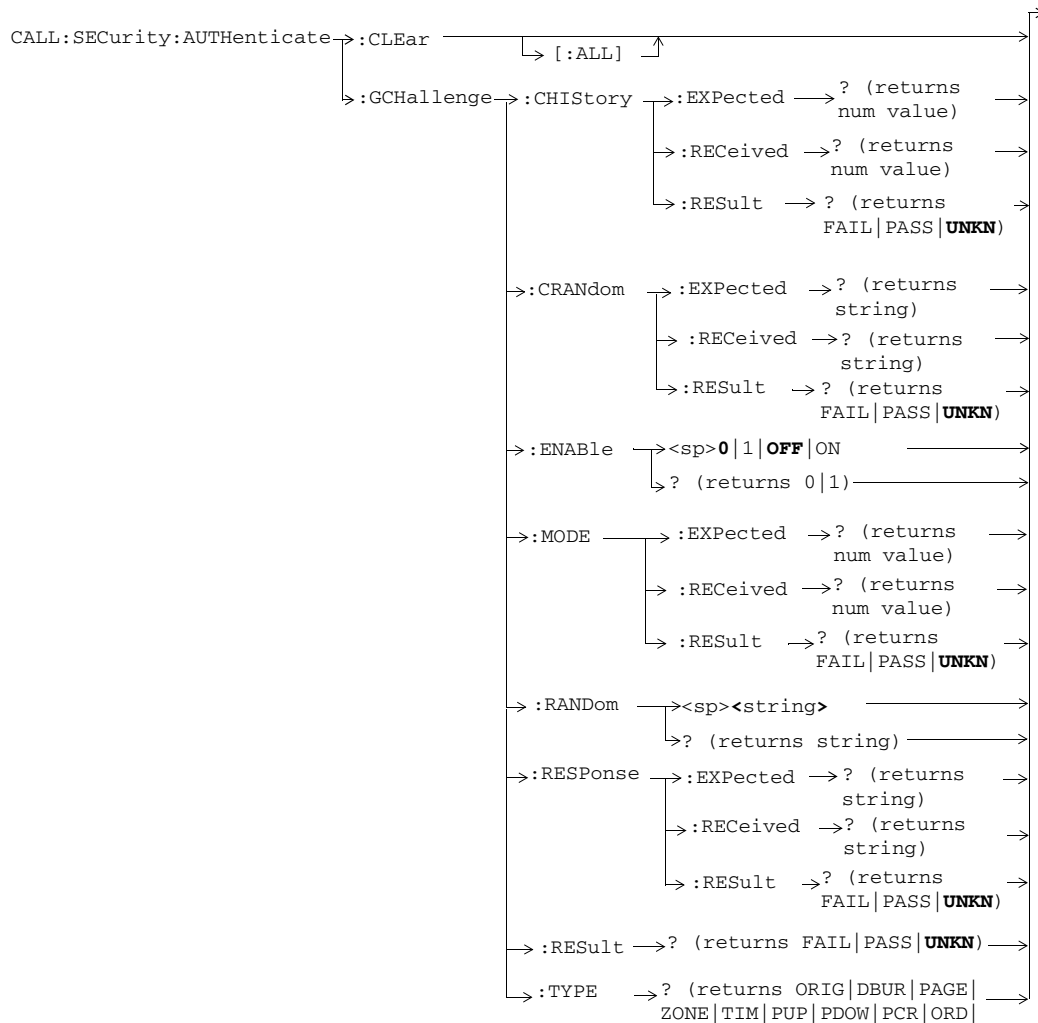 CALL:SECurity:AUTHenticate :CLEar
[:ALL]
:GCHallenge :CHIStory :EXPected ? (returns
num value)
:RECeived ? (returns
num value)
:RESult ? (returns
FAIL|PASS|UNKN)
:CRANdom :EXPected ? (returns
string)
:RECeived ? (returns
string)
:RESult ? (returns
FAIL|PASS|UNKN)
:ENABle <sp>0|1|OFF|ON
? (returns 0|1)
:MODE :EXPected ? (returns
num value)
:RECeived ? (returns
num value)
:RESult ? (returns
FAIL|PASS|UNKN)
:RANDom <sp><string>
? (returns string)
:RESPonse :EXPected ? (returns
string)
:RECeived ? (returns
string)
:RESult ? (returns
FAIL|PASS|UNKN)
:RESult ? (returns FAIL|PASS|UNKN)
:TYPE ? (returns ORIG|DBUR|PAGE|
ZONE|TIM|PUP|PDOW|PCR|ORD|